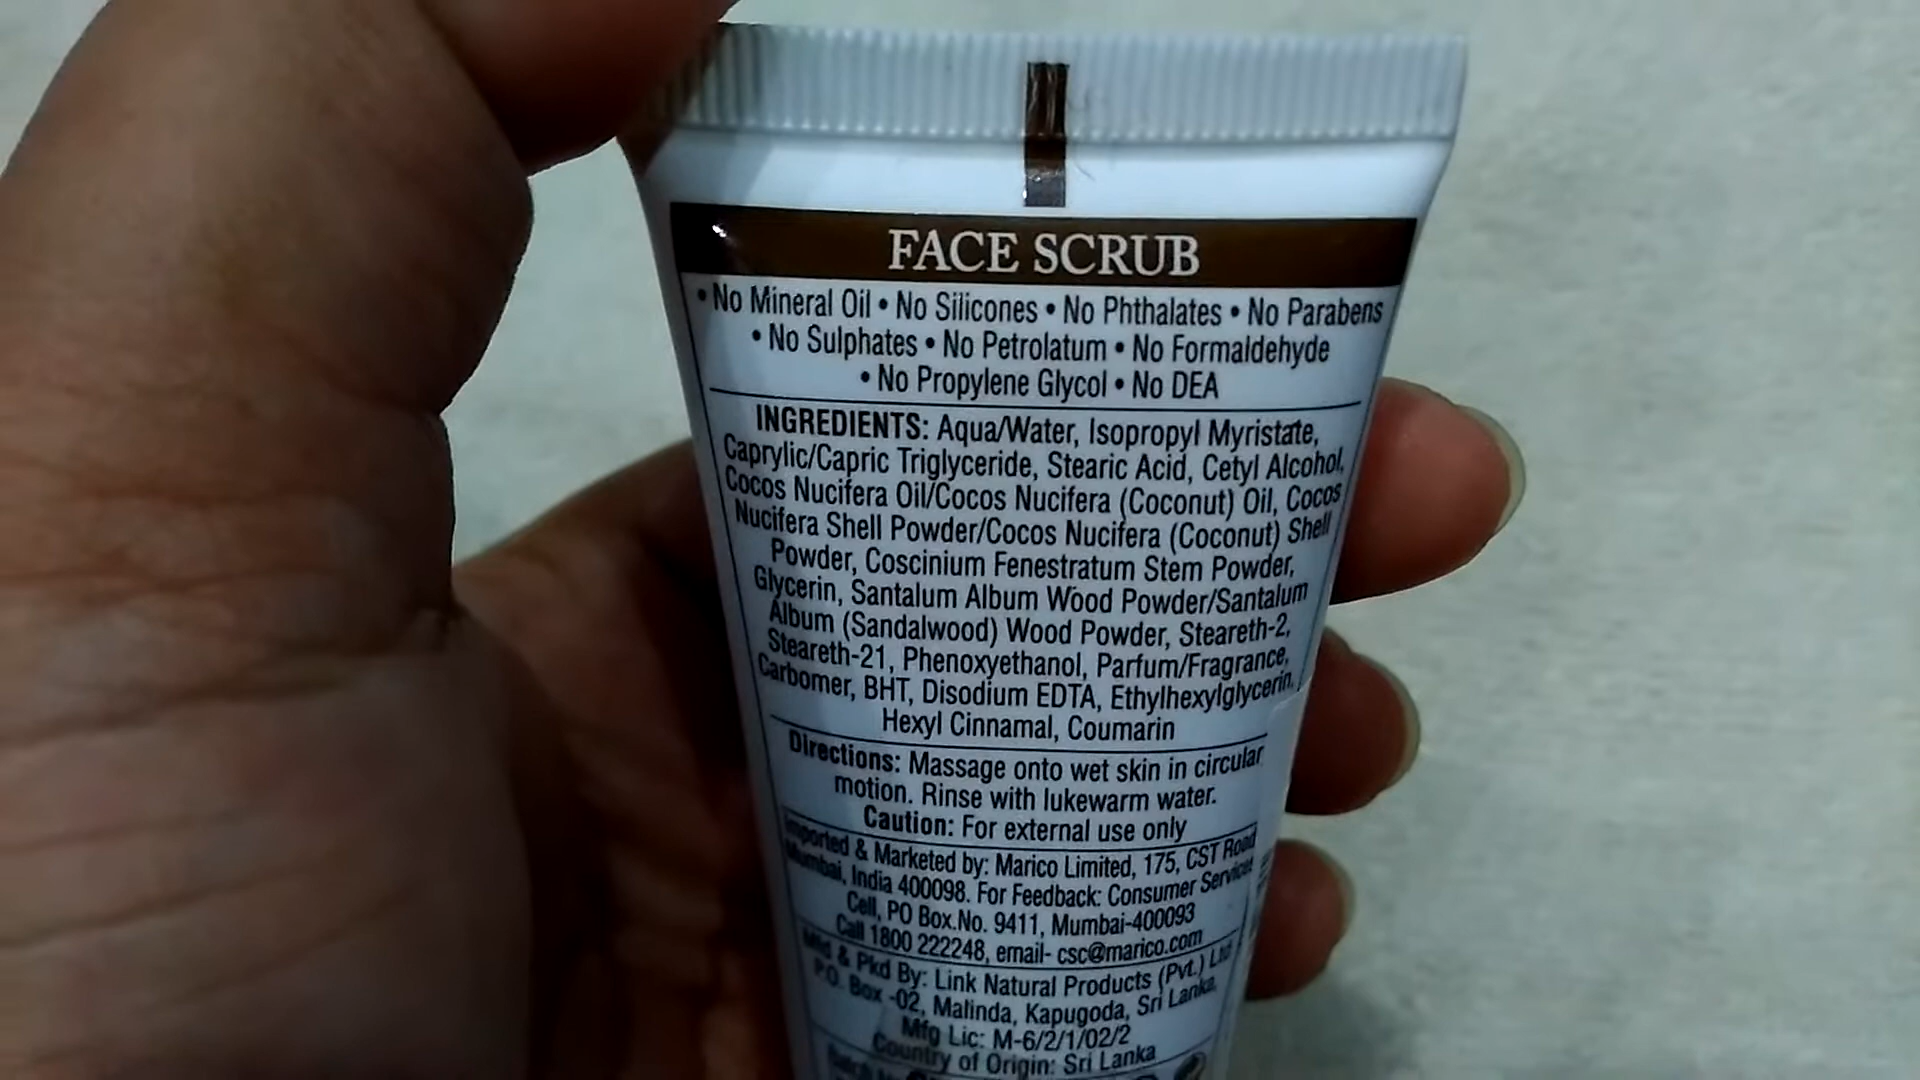 FACE SCRUB
• No Mineral Oil • No Silicones • No Phthalates • No Parabens
• No Sulphates • No Petrolatum • No Formaldehyde
• No Propylene Glycol • No DEA
INGREDIENTS: Aqua/Water, Isopropyl Myristate,
Caprylic/Capric Triglyceride, Stearic Acid, Cetyl Alcohol,
Cocos Nucifera Oil/Cocos Nucifera (Coconut) Oil, Cocos
Nucifera Shell Powder/Cocos Nucifera (Coconut) Shell
Powder, Coscinium Fenestratum Stem Powder,
Glycerin, Santalum Album Wood Powder/Santalum
Album (Sandalwood) Wood Powder, Steareth-2,
Steareth-21, Phenoxyethanol, Parfum/Fragrance,
Carbomer, BHT, Disodium EDTA, Ethylhexylglycerin,
Hexyl Cinnamal, Coumarin
Directions: Massage onto wet skin in circular
motion. Rinse with lukewarm water.
Caution: For external use only
Imported & Marketed by: Marico Limited, 175, CST Road
Mumbai, India 400098. For Feedback: Consumer Services
Cell, PO Box.No. 9411, Mumbai-400093
Call 1800 222248, email- csc@marico.com
Mfd & Pkd By: Link Natural Products (Pvt.) Ltd
P.O. Box -02, Malinda, Kapugoda, Sri Lanka.
Mfg Lic: M-6/2/1/02/2
Country of Origin: Sri Lanka